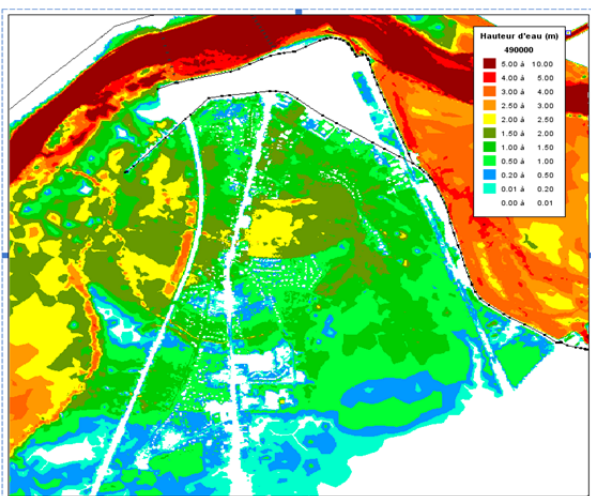 Hauteur d'eau (m)
490000
5.00 à 10.00
4.00 à 5.00
3.00 à 4.00
2.50 à 3.00
2.00 à 2.50
1.50 à 2.00
1.00 à 1.50
0.50 à 1.00
0.20 à 0.50
0.01 à 0.20
0.00 à 0.01